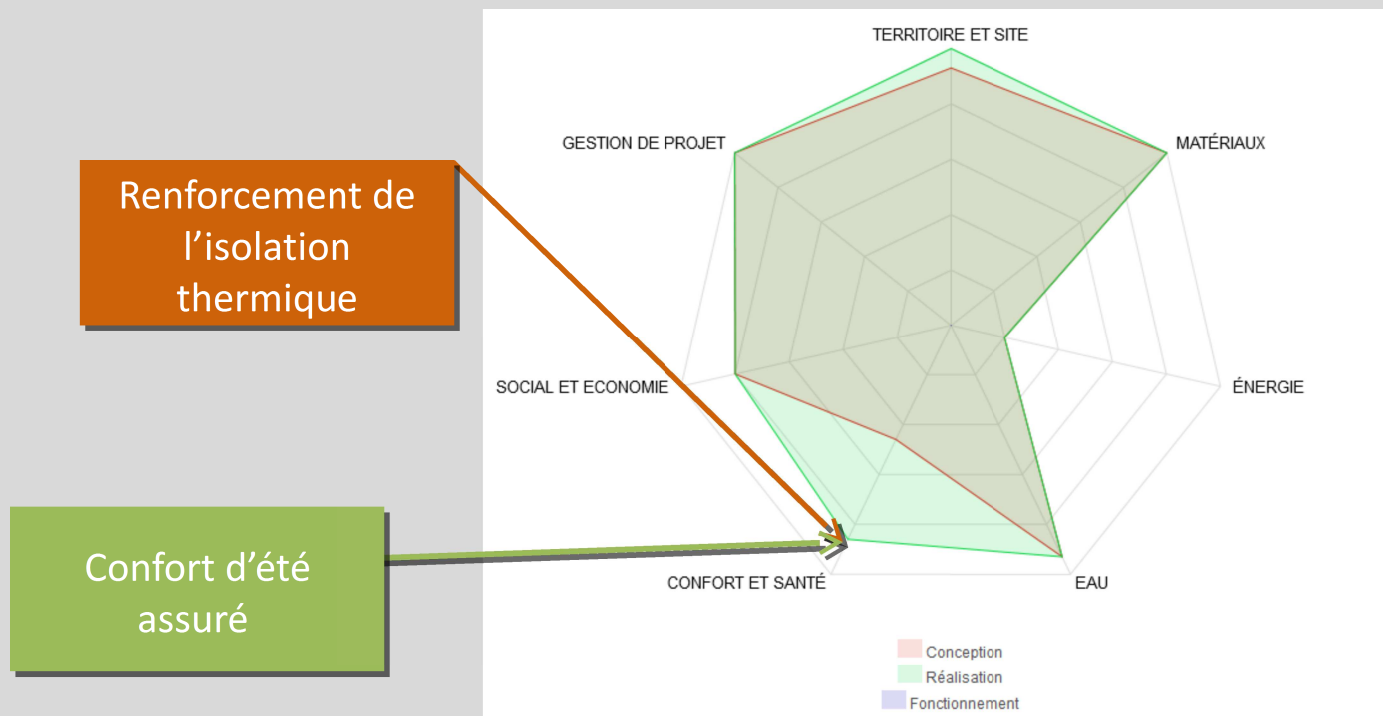 TERRITOIRE ET SITE
GESTION DE PROJET
MATÉRIAUX
Renforcement de
l’isolation
thermique
SOCIAL ET ECONOMIE
ÉNERGIE
Confort d’été
assuré
CONFORT ET SANTÉ
EAU
Conception
Réalisation
Fonctionnement